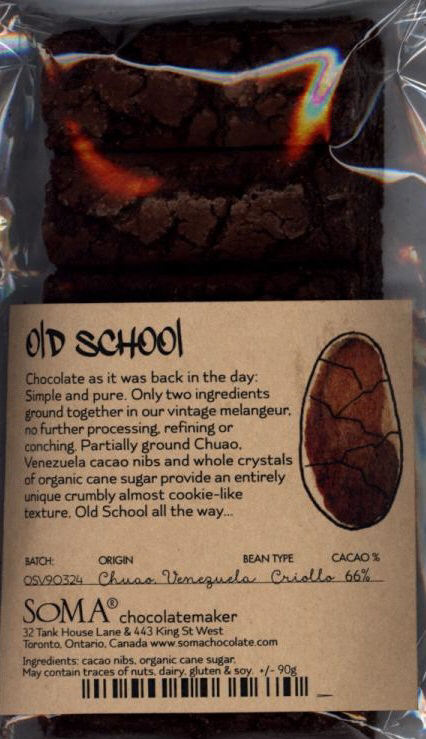 OlD SCHOOl
Chocolate as it was back in the day:
Simple and pure. Only two ingredients
ground together in our vintage melangeur,
no further processing, refining or
conching. Partially ground Chuao,
Venezuela cacao nibs and whole crystals
of organic cane sugar provide an entirely
unique crumbly almost cookie-like
texture. Old School all the way...
BATCH: ORIGIN BEAN TYPE CACAO %
OSV90324 Chuao, Venezuela Criollo 66%
SOMA® chocolatemaker
32 Tank House Lane & 443 King St West
Toronto, Ontario, Canada www.somachocolate.com
Ingredients: cacao nibs, organic cane sugar.
May contain traces of nuts, dairy, gluten & soy. +/- 90g